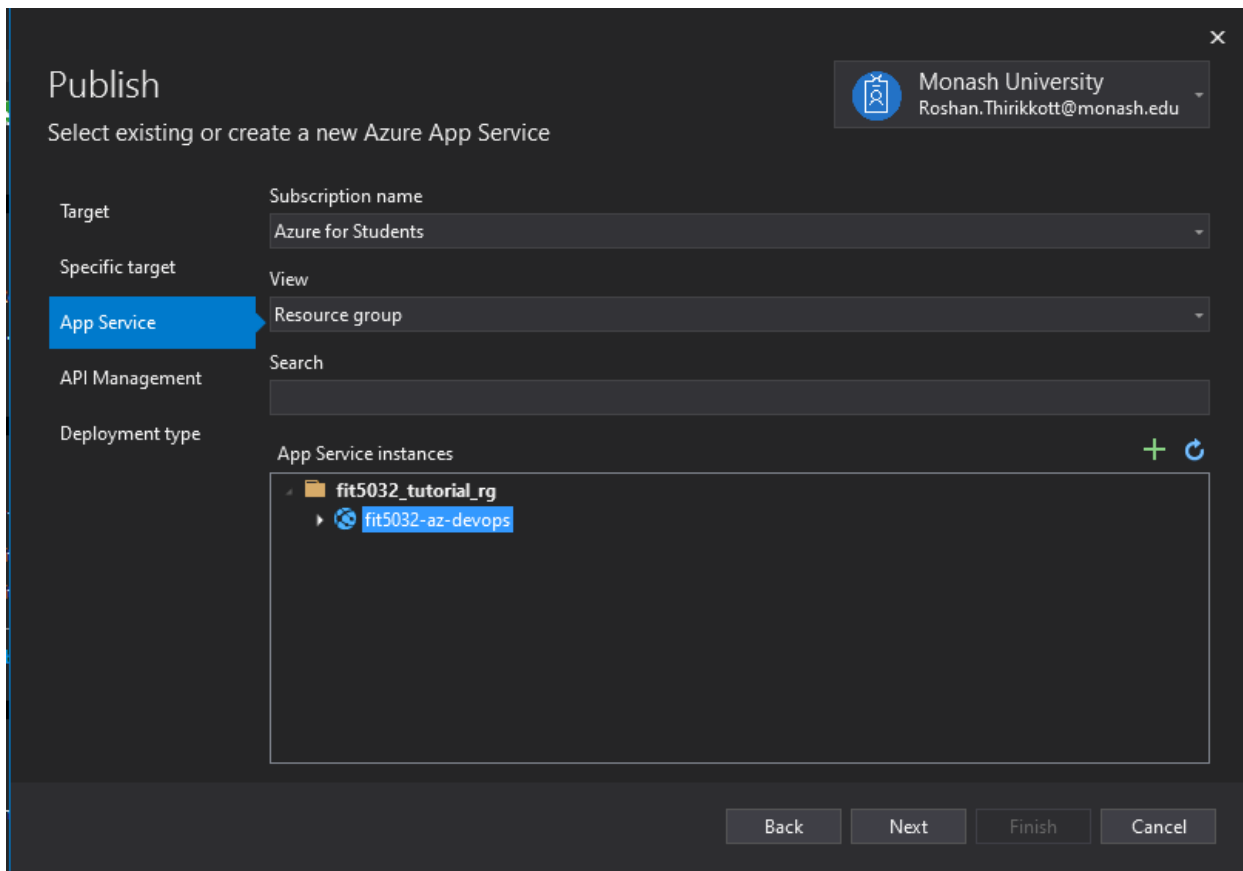 Publish
Select existing or create a new Azure App Service
Monash University
Roshan.Thirikkott@monash.edu
Target
Specific target
App Service
API Management
Deployment type
Subscription name
Azure for Students
View
Resource group
Search
App Service instances
fit5032_tutorial_rg
fit5032-az-devops
Back
Next
Finish
Cancel